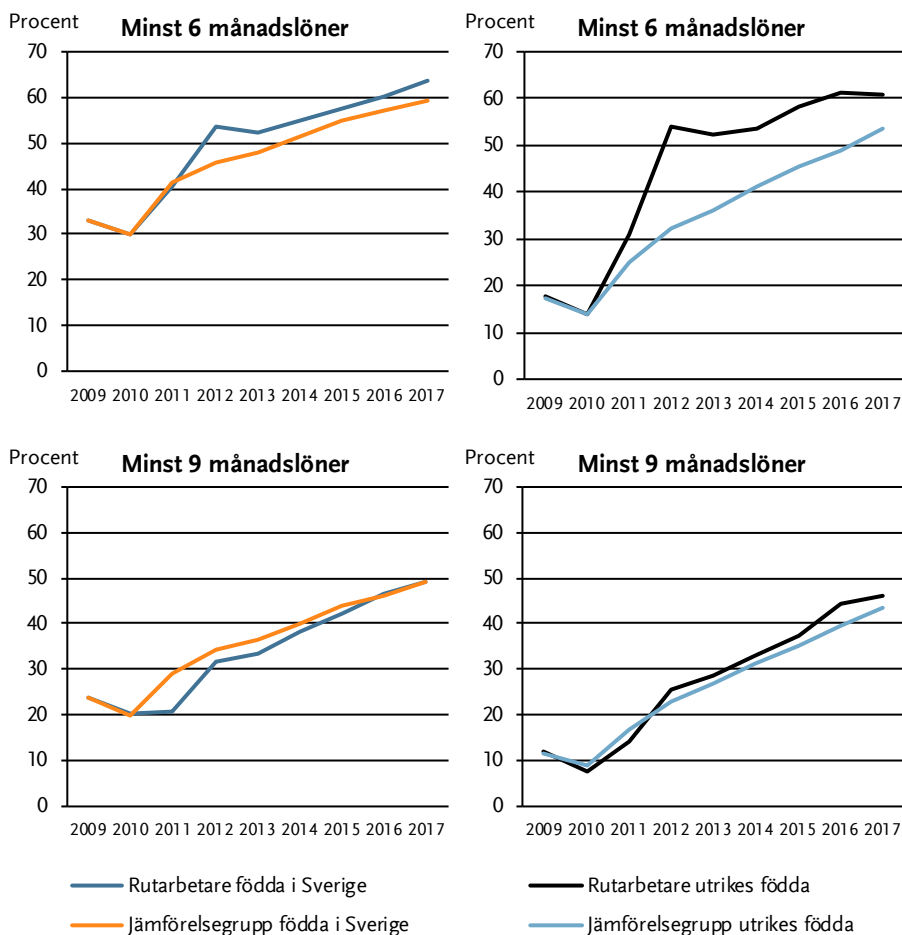 Procent
Minst 6 månadslöner
70
60
50
40
30
20
10
0
2009 2010 2011 2012 2013 2014 2015 2016 2017
Minst 6 månadslöner
Procent
70
60
50
40
30
20
10
0
2009 2010 2011 2012 2013 2014 2015 2016 2017
Procent
Minst 9 månadslöner
70
60
50
40
30
20
10
0
2009 2010 2011 2012 2013 2014 2015 2016 2017
Procent
Minst 9 månadslöner
70
60
50
40
30
20
10
0
2009 2010 2011 2012 2013 2014 2015 2016 2017
Rutarbetare födda i Sverige
Jämförelsegrupp födda i Sverige
Rutarbetare utrikes födda
Jämförelsegrupp utrikes födda